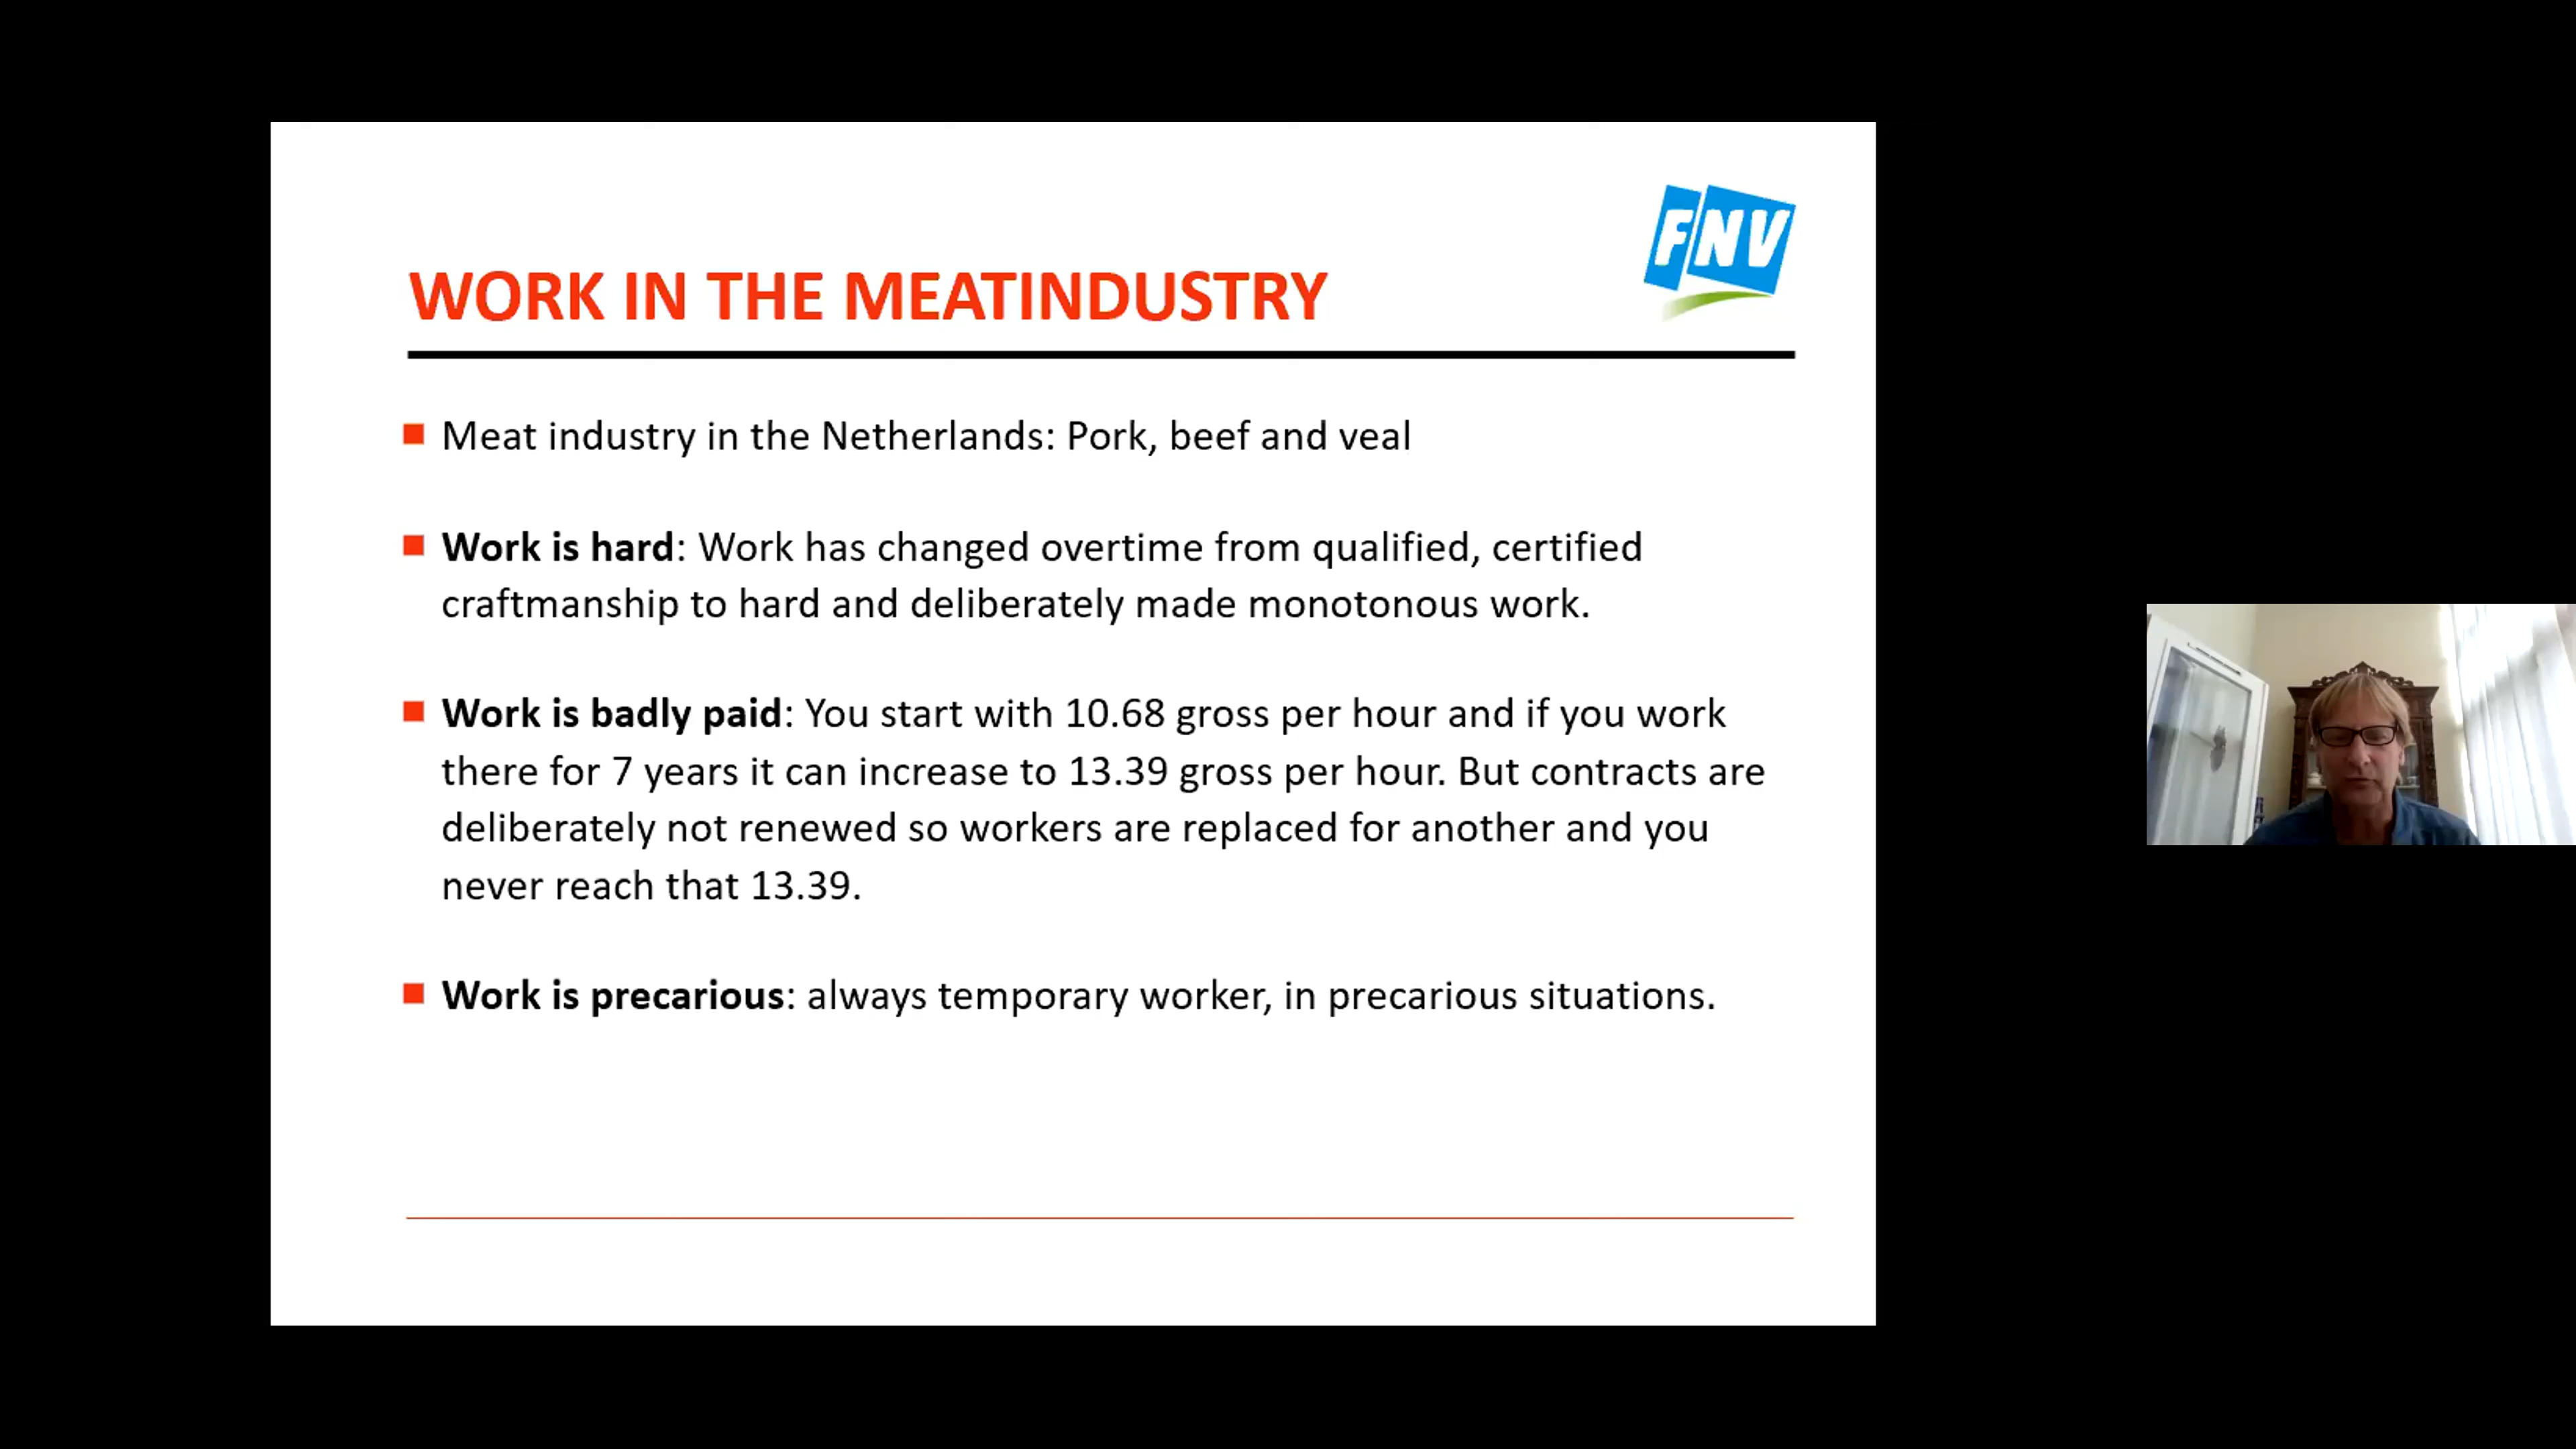 FNV
WORK IN THE MEATINDUSTRY
Meat industry in the Netherlands: Pork, beef and veal
Work is hard: Work has changed overtime from qualified, certified
craftmanship to hard and deliberately made monotonous work.
Work is badly paid: You start with 10.68 gross per hour and if you work
there for 7 years it can increase to 13.39 gross per hour. But contracts are
deliberately not renewed so workers are replaced for another and you
never reach that 13.39.
Work is precarious: always temporary worker, in precarious situations.